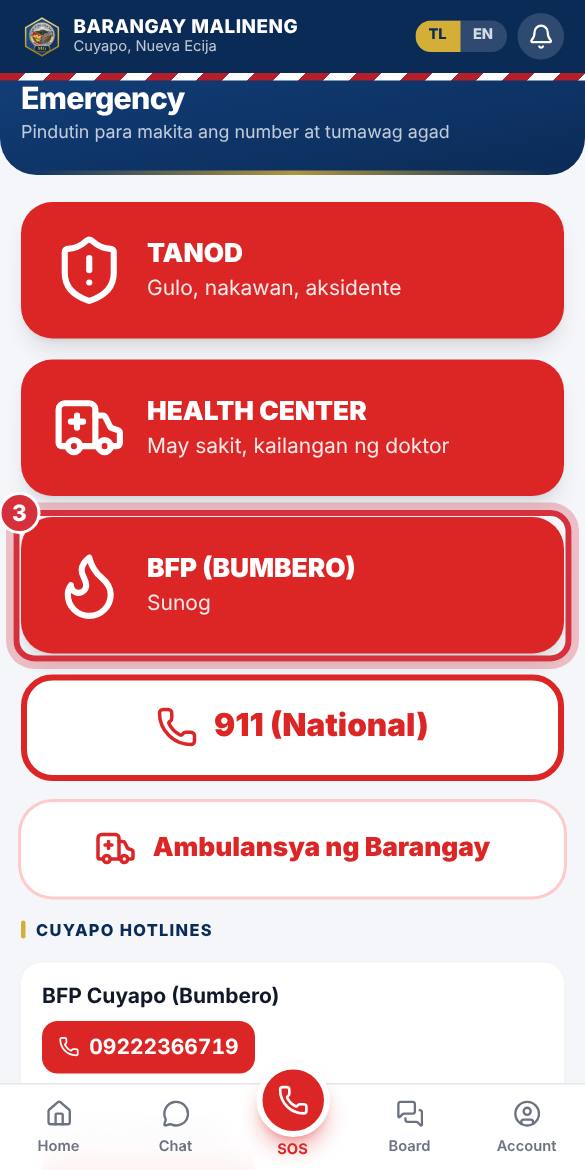 BARANGAY MALINENG
Cuyapo, Nueva Ecija
TL
EN
Emergency
Pindutin para makita ang number at tumawag agad
TANOD
Gulo, nakawan, aksidente
HEALTH CENTER
May sakit, kailangan ng doktor
3
BFP (BUMBERO)
Sunog
911 (National)
Ambulansya ng Barangay
CUYAPO HOTLINES
BFP Cuyapo (Bumbero)
09222366719
Home
Chat
SOS
Board
Account